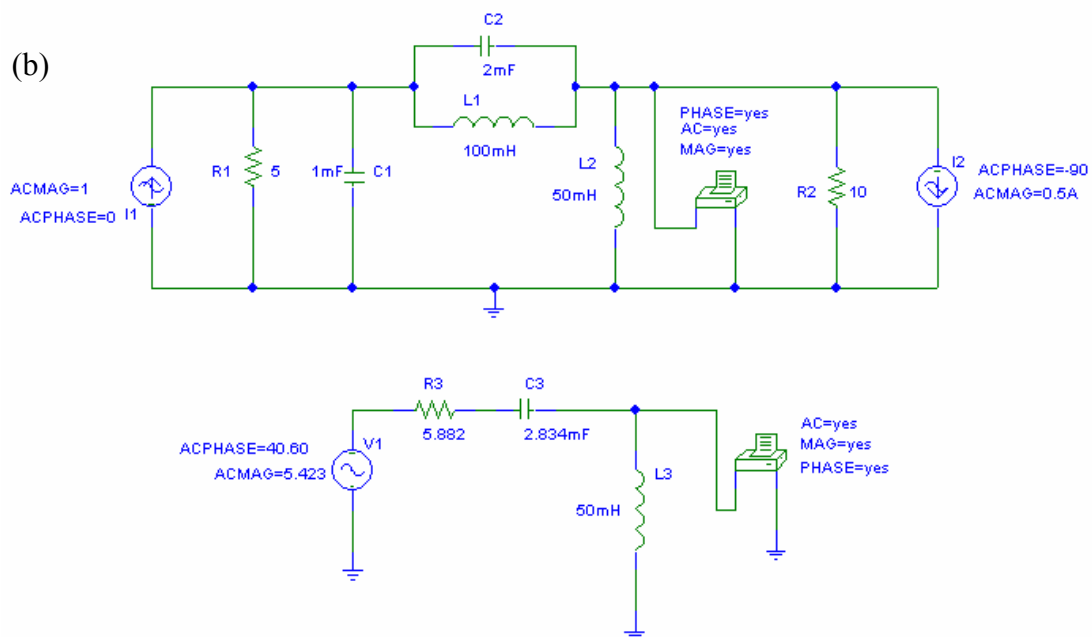 (b)
C2
2mF
L1
100mH
PHASE=yes
AC=yes
MAG=yes
ACMAG=1
ACPHASE=0
I1
R1
5
1mF
C1
L2
50mH
R2
10
I2
ACPHASE=-90
ACMAG=0.5A
R3
5.882
C3
2.834mF
ACPHASE=40.60
ACMAG=5.423
V1
L3
50mH
AC=yes
MAG=yes
PHASE=yes